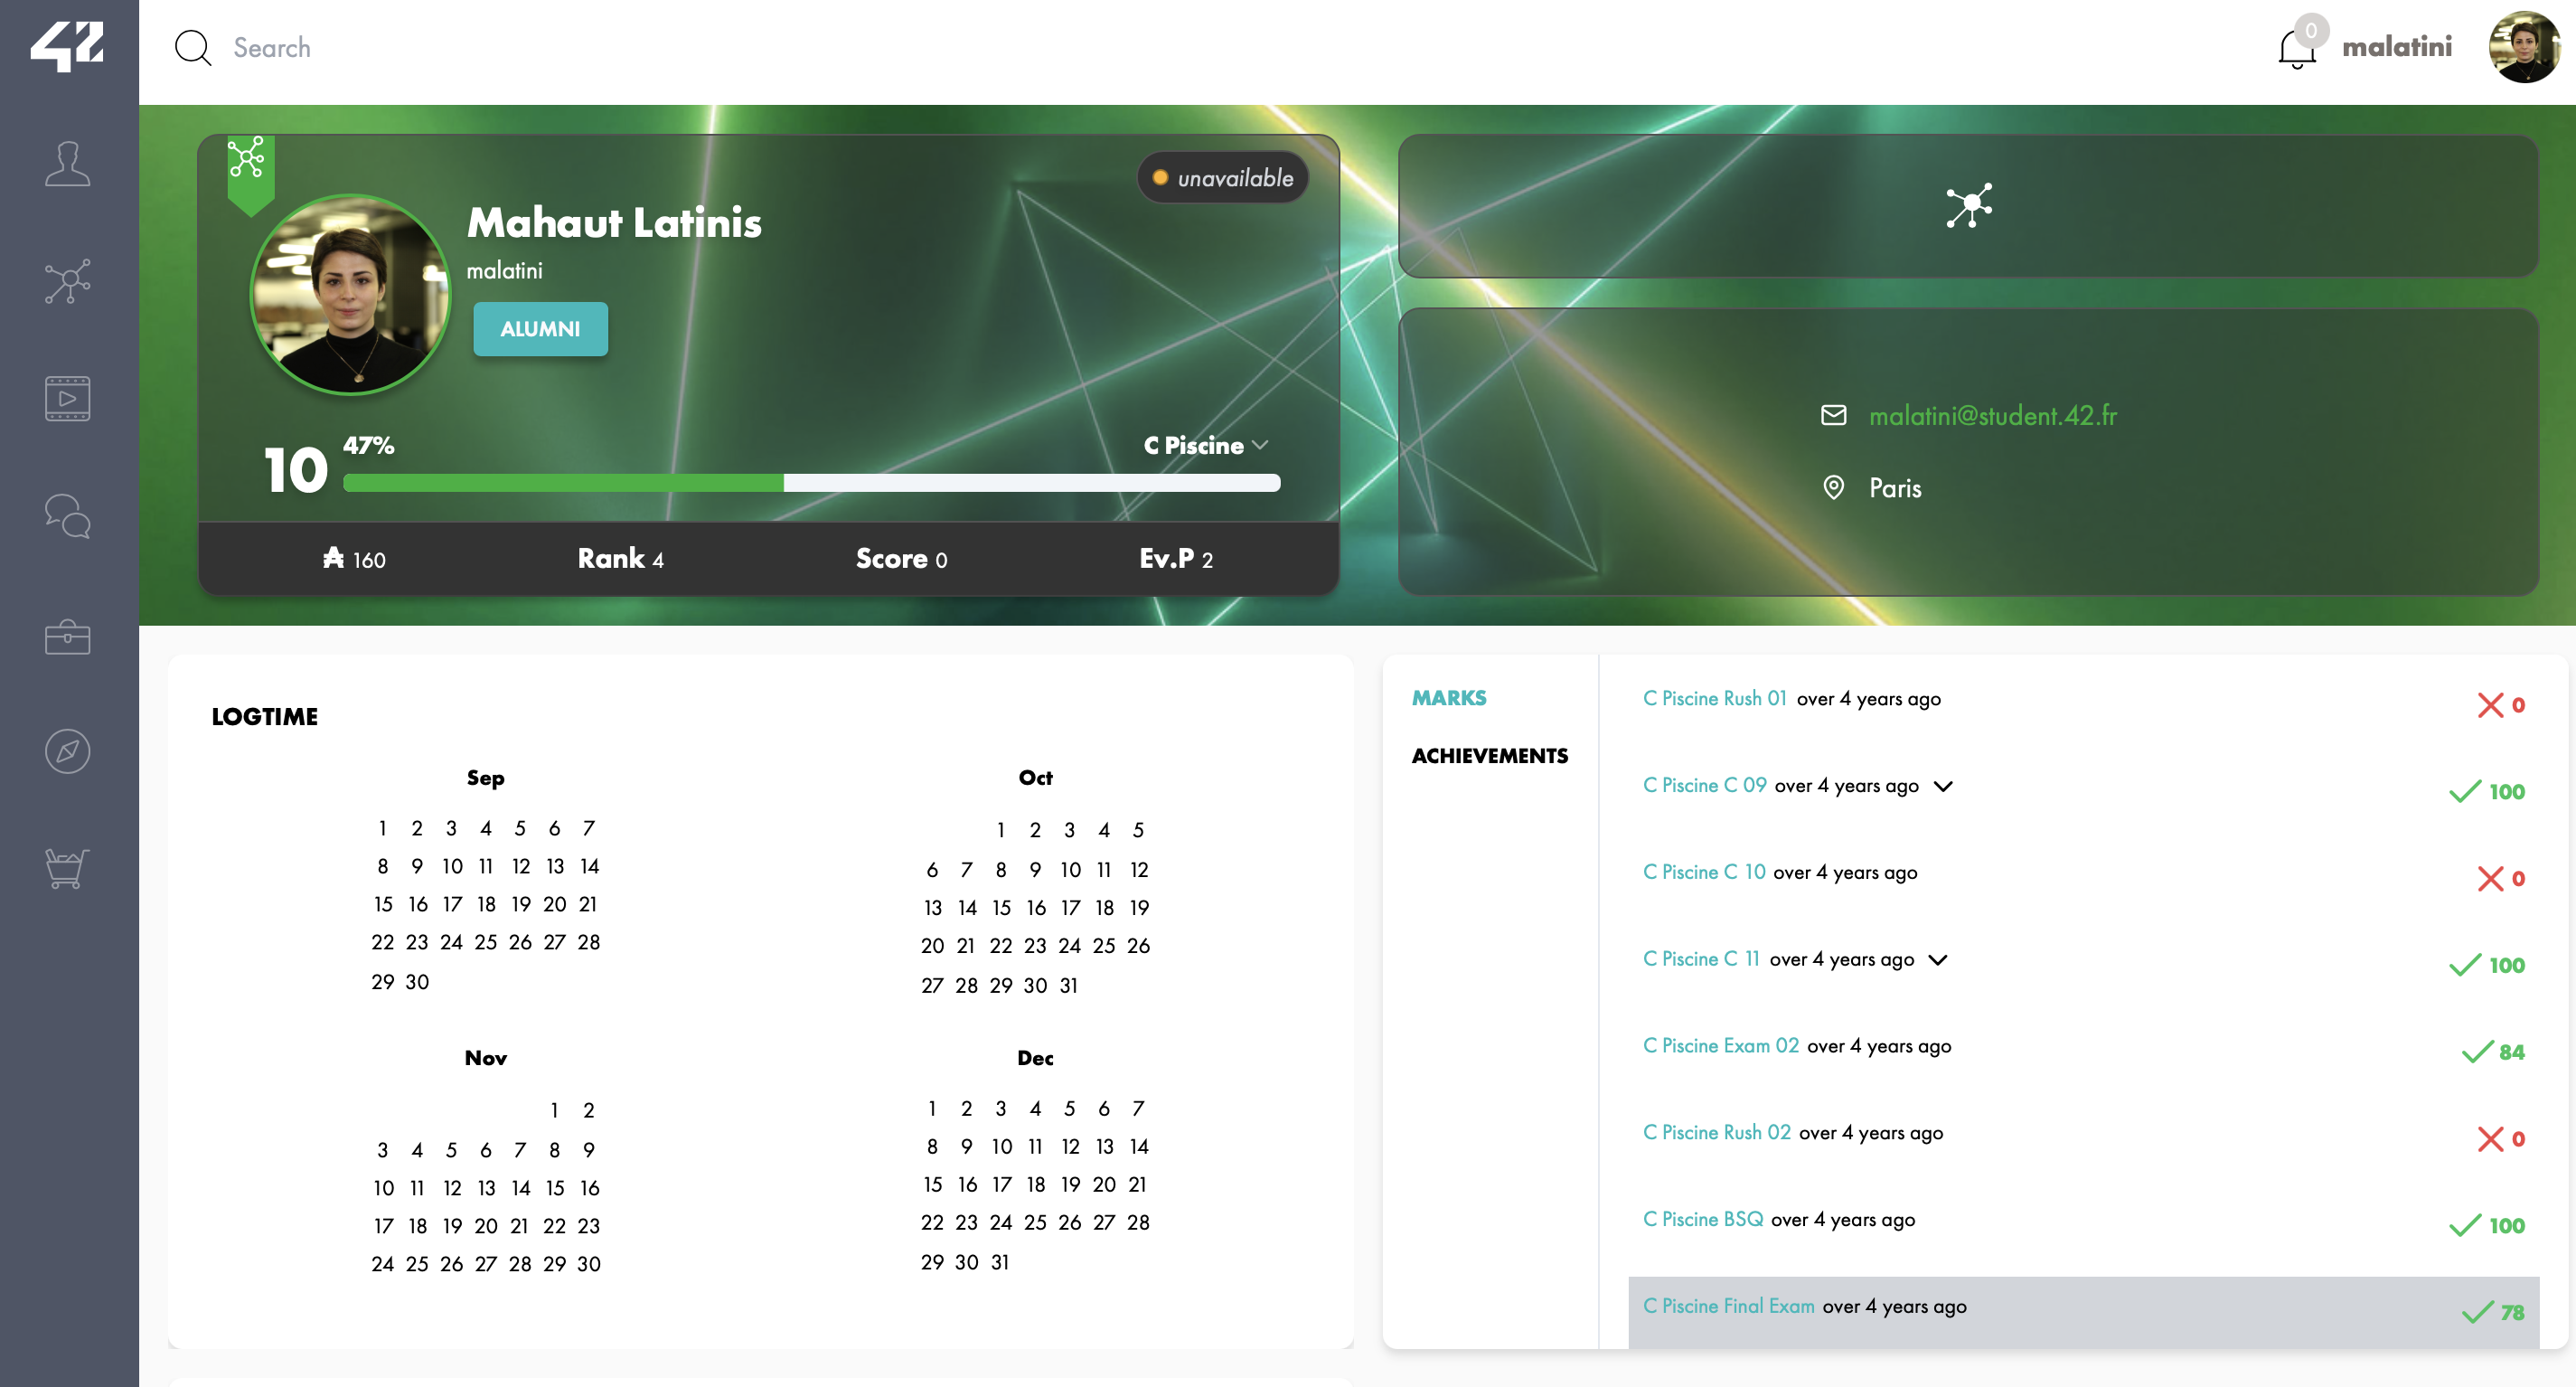 42
Search
0
malatini
unavailable
Mahaut Latinis
malatini
ALUMNI
10
47%
C Piscine
₳ 160
Rank 4
Score 0
Ev.P 2
malatini@student.42.fr
Paris
LOGTIME
Sep
1 2 3 4 5 6 7
8 9 10 11 12 13 14
15 16 17 18 19 20 21
22 23 24 25 26 27 28
29 30
Oct
1 2 3 4 5
6 7 8 9 10 11 12
13 14 15 16 17 18 19
20 21 22 23 24 25 26
27 28 29 30 31
Nov
1 2
3 4 5 6 7 8 9
10 11 12 13 14 15 16
17 18 19 20 21 22 23
24 25 26 27 28 29 30
Dec
1 2 3 4 5 6 7
8 9 10 11 12 13 14
15 16 17 18 19 20 21
22 23 24 25 26 27 28
29 30 31
MARKS
ACHIEVEMENTS
C Piscine Rush 01 over 4 years ago 0
C Piscine C 09 over 4 years ago 100
C Piscine C 10 over 4 years ago 0
C Piscine C 11 over 4 years ago 100
C Piscine Exam 02 over 4 years ago 84
C Piscine Rush 02 over 4 years ago 0
C Piscine BSQ over 4 years ago 100
C Piscine Final Exam over 4 years ago 78